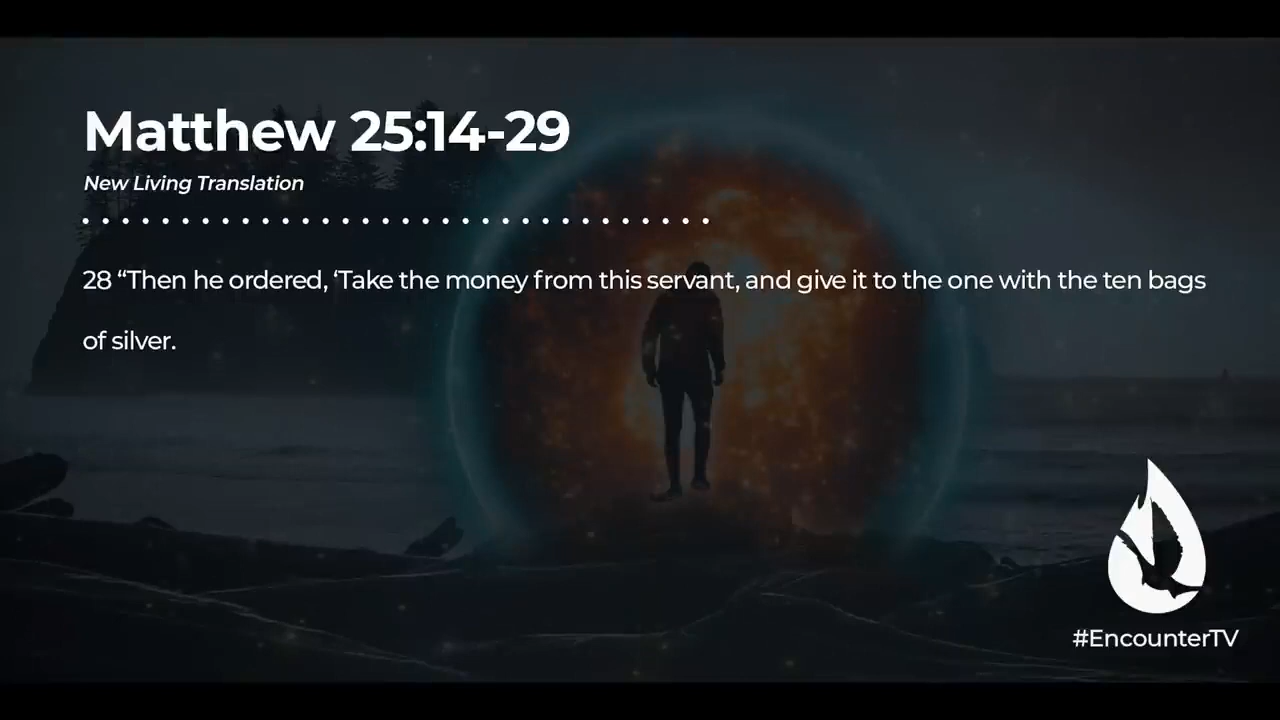 Matthew 25:14-29
New Living Translation
28 “Then he ordered, ‘Take the money from this servant, and give it to the one with the ten bags
of silver.
#EncounterTV